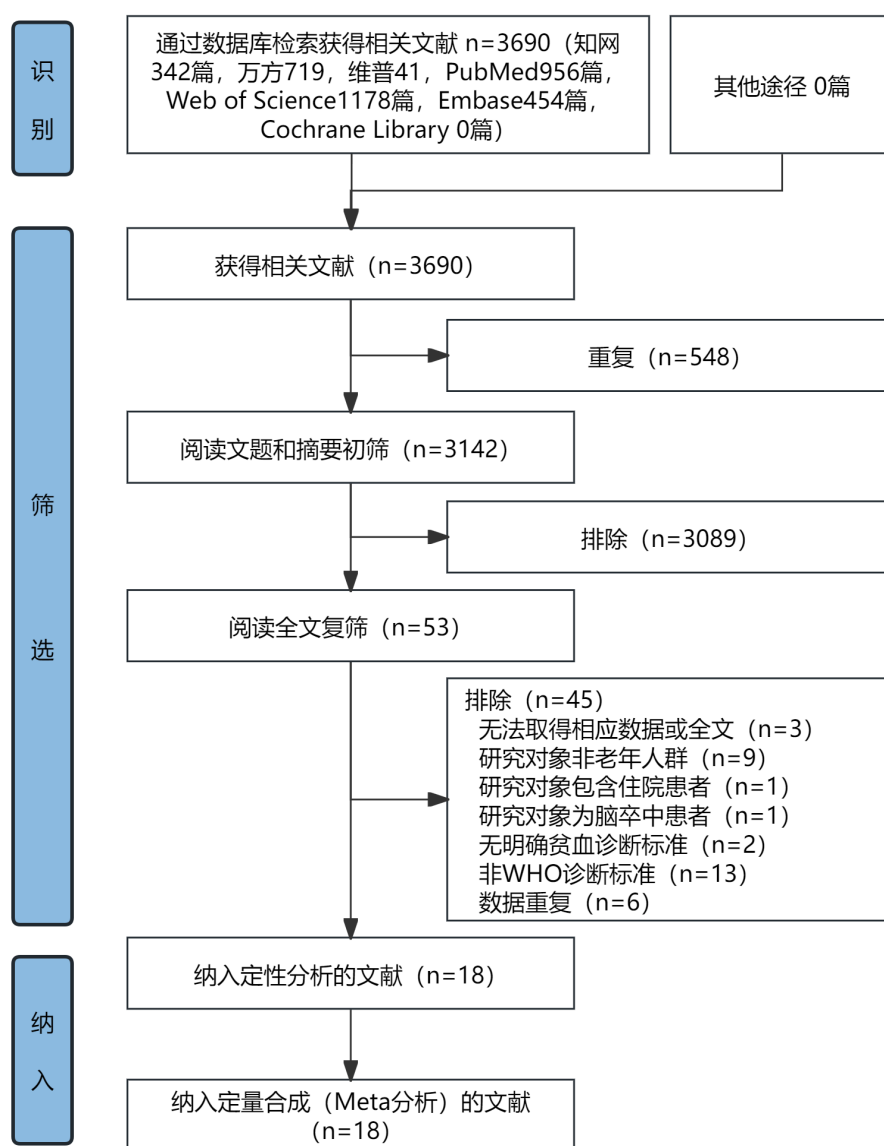 识
别
通过数据库检索获得相关文献 n=3690（知网
342篇，万方719，维普41，PubMed956篇，
Web of Science1178篇，Embase454篇，
Cochrane Library 0篇）
其他途径 0篇
筛
选
获得相关文献（n=3690）
重复（n=548）
阅读文题和摘要初筛（n=3142）
排除（n=3089）
阅读全文复筛（n=53）
排除（n=45）
无法取得相应数据或全文（n=3）
研究对象非老年人群（n=9）
研究对象包含住院患者（n=1）
研究对象为脑卒中患者（n=1）
无明确贫血诊断标准（n=2）
非WHO诊断标准（n=13）
数据重复（n=6）
纳
入
纳入定性分析的文献（n=18）
纳入定量合成（Meta分析）的文献
（n=18）